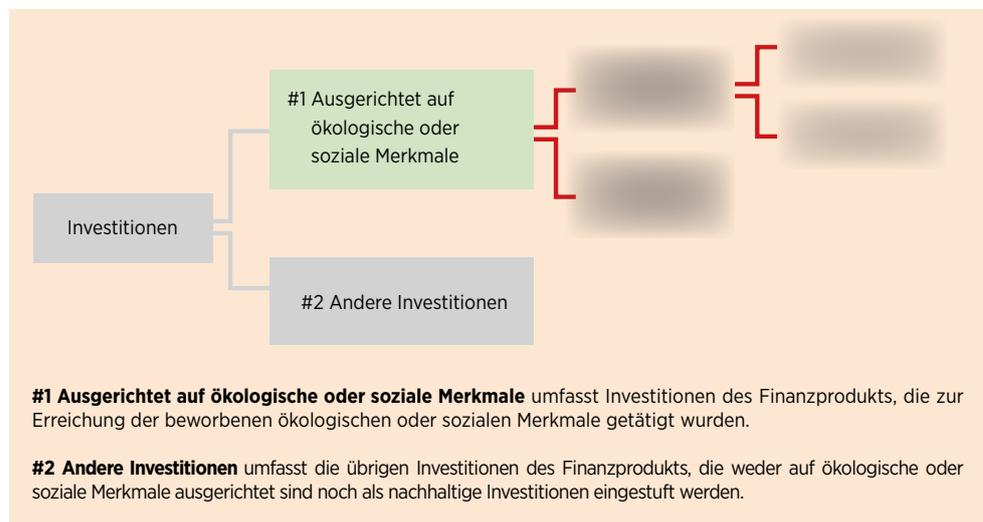 #1 Ausgerichtet auf
ökologische oder
soziale Merkmale
Investitionen
#2 Andere Investitionen
#1 Ausgerichtet auf ökologische oder soziale Merkmale umfasst Investitionen des Finanzprodukts, die zur
Erreichung der beworbenen ökologischen oder sozialen Merkmale getätigt wurden.
#2 Andere Investitionen umfasst die übrigen Investitionen des Finanzprodukts, die weder auf ökologische oder
soziale Merkmale ausgerichtet sind noch als nachhaltige Investitionen eingestuft werden.